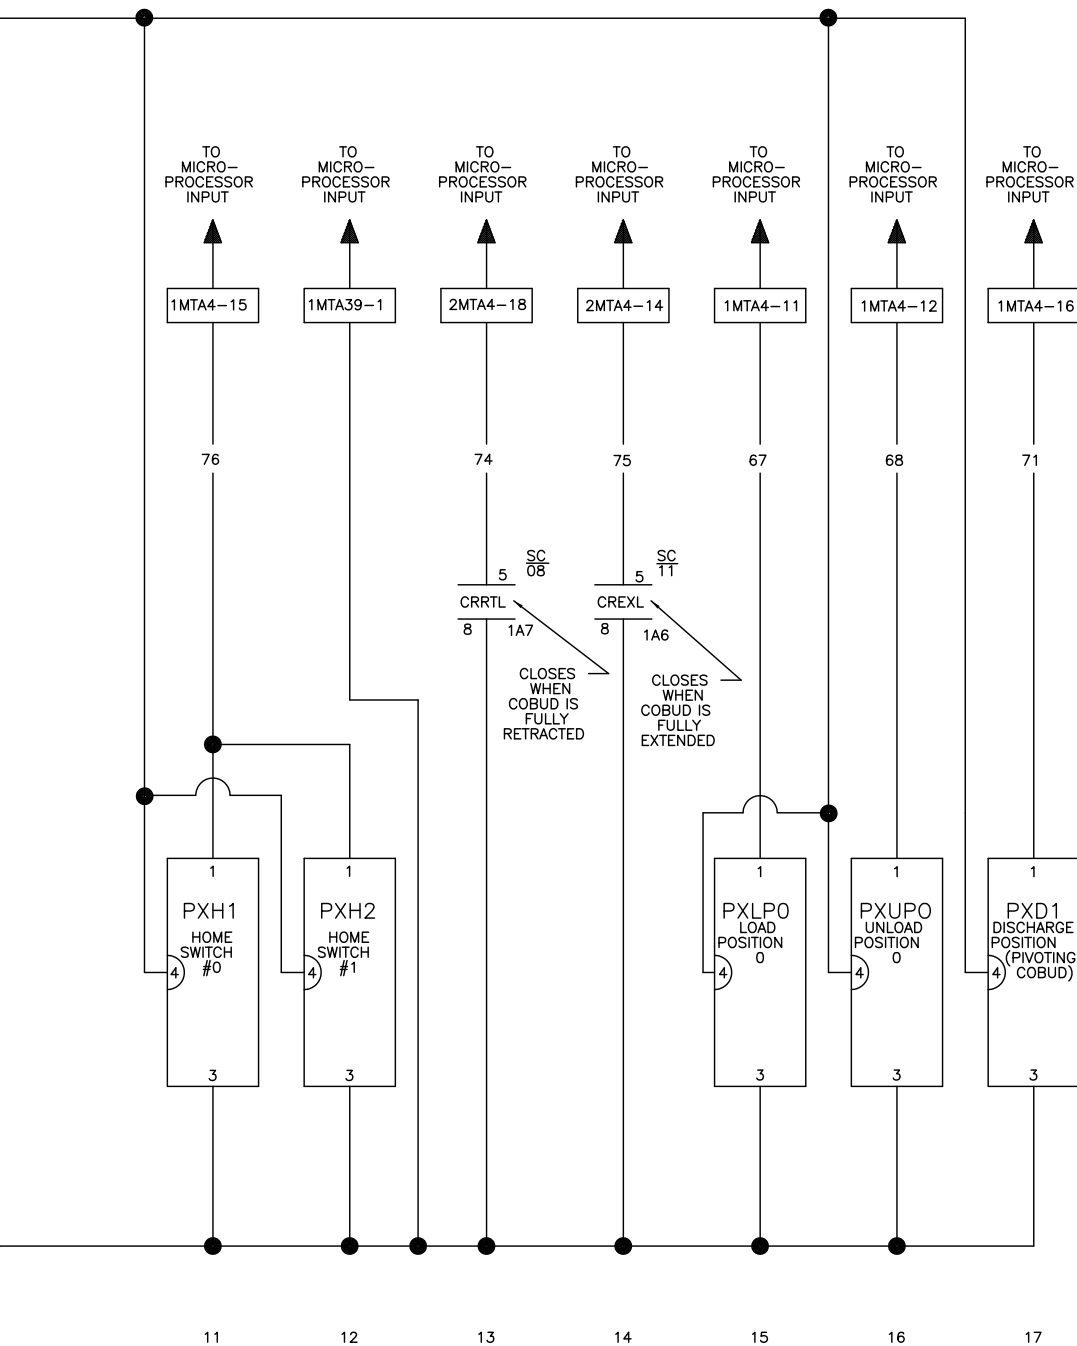 TO
MICRO-
PROCESSOR
INPUT
TO
MICRO-
PROCESSOR
INPUT
TO
MICRO-
PROCESSOR
INPUT
TO
MICRO-
PROCESSOR
INPUT
TO
MICRO-
PROCESSOR
INPUT
TO
MICRO-
PROCESSOR
INPUT
TO
MICRO-
PROCESSOR
INPUT
1MTA4-15
1MTA39-1
2MTA4-18
2MTA4-14
1MTA4-11
1MTA4-12
1MTA4-16
76
74
75
67
68
71
5
SC
08
CRRTL
8
1A7
CLOSES
WHEN
COBUD IS
FULLY
RETRACTED
5
SC
11
CREXL
8
1A6
CLOSES
WHEN
COBUD IS
FULLY
EXTENDED
1
PXH1
HOME
SWITCH
#0
4
3
1
PXH2
HOME
SWITCH
#1
4
3
1
PXLP0
LOAD
POSITION
0
4
3
1
PXUP0
UNLOAD
POSITION
0
4
3
1
PXD1
DISCHARGE
POSITION
(PIVOTING
COBUD)
4
3
11
12
13
14
15
16
17